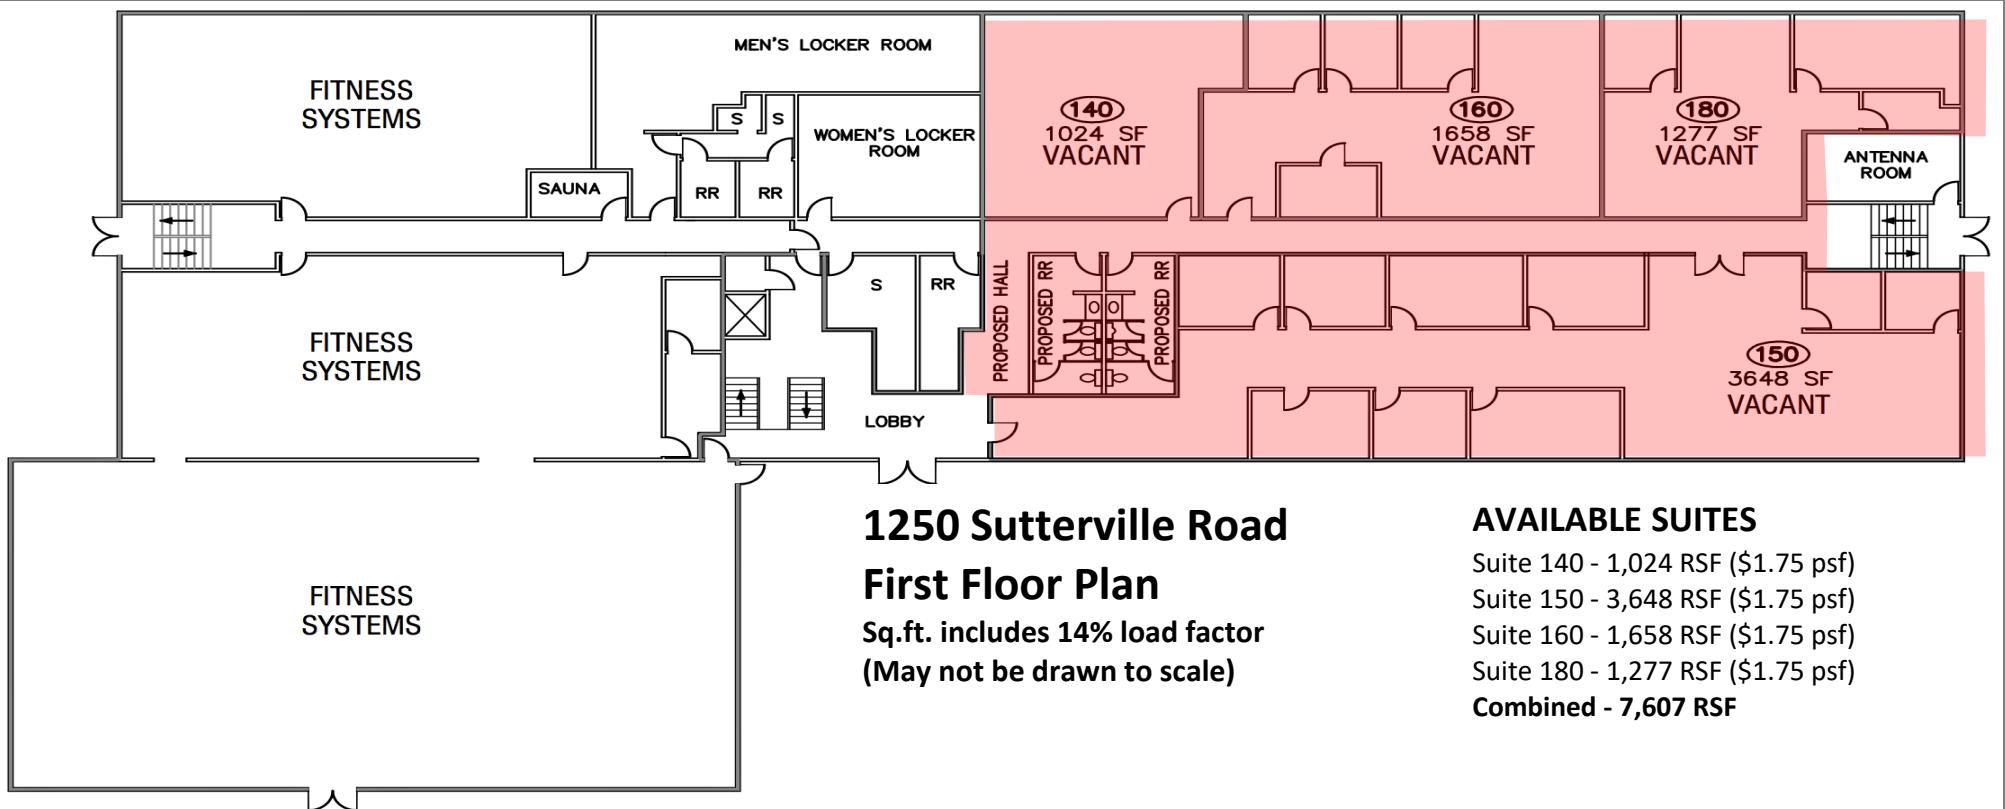 FITNESS
SYSTEMS
MEN'S LOCKER ROOM
S
S
WOMEN'S LOCKER
ROOM
SAUNA
RR
RR
140
1024 SF
VACANT
160
1658 SF
VACANT
180
1277 SF
VACANT
ANTENNA
ROOM
FITNESS
SYSTEMS
S
RR
LOBBY
PROPOSED HALL
PROPOSED RR
PROPOSED RR
150
3648 SF
VACANT
FITNESS
SYSTEMS
1250 Sutterville Road
First Floor Plan
Sq.ft. includes 14% load factor
(May not be drawn to scale)
AVAILABLE SUITES
Suite 140 - 1,024 RSF ($1.75 psf)
Suite 150 - 3,648 RSF ($1.75 psf)
Suite 160 - 1,658 RSF ($1.75 psf)
Suite 180 - 1,277 RSF ($1.75 psf)
Combined - 7,607 RSF